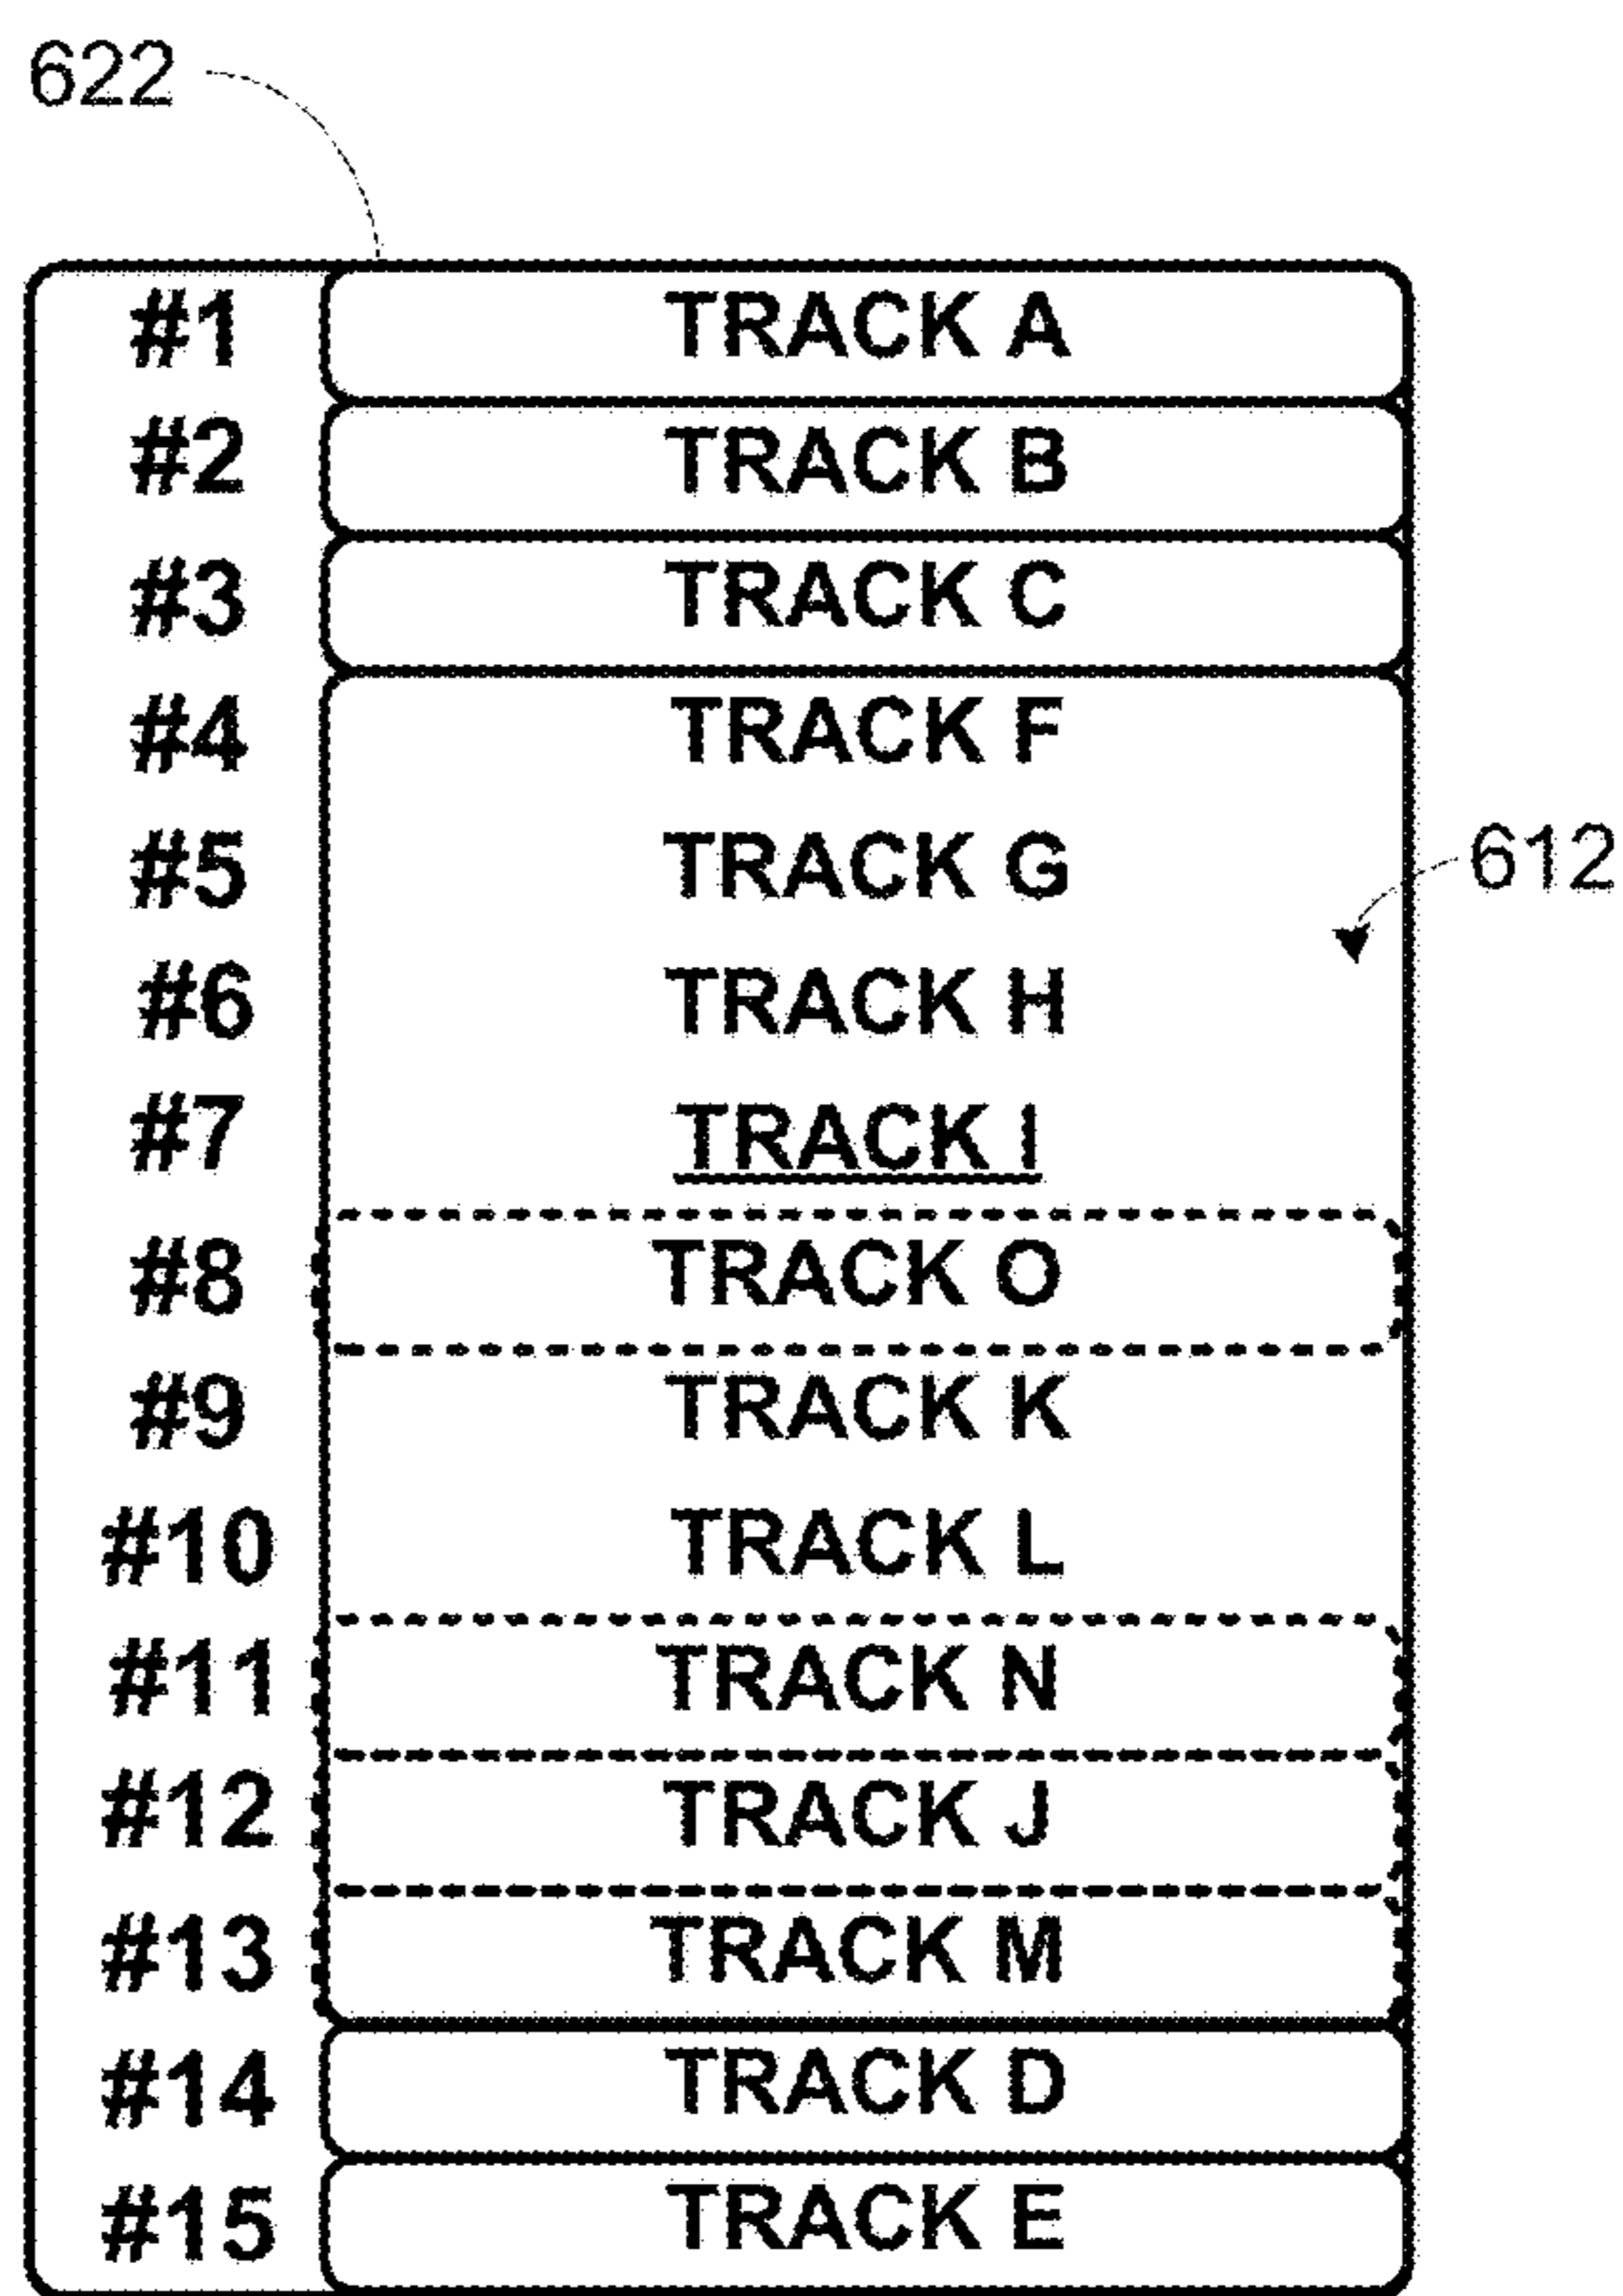 622
#1 TRACK A
#2 TRACK B
#3 TRACK C
#4 TRACK F
#5 TRACK G
612
#6 TRACK H
#7 TRACK I
#8 TRACK O
#9 TRACK K
#10 TRACK L
#11 TRACK N
#12 TRACK J
#13 TRACK M
#14 TRACK D
#15 TRACK E